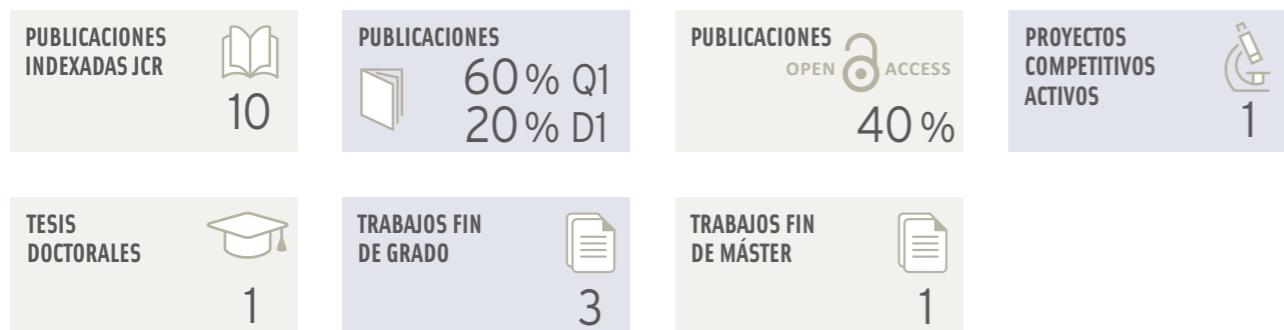 PUBLICACIONES
INDEXADAS JCR
10
PUBLICACIONES
60% Q1
20% D1
PUBLICACIONES
OPEN ACCESS
40%
PROYECTOS
COMPETITIVOS
ACTIVOS
1
TESIS
DOCTORALES
1
TRABAJOS FIN
DE GRADO
3
TRABAJOS FIN
DE MÁSTER
1